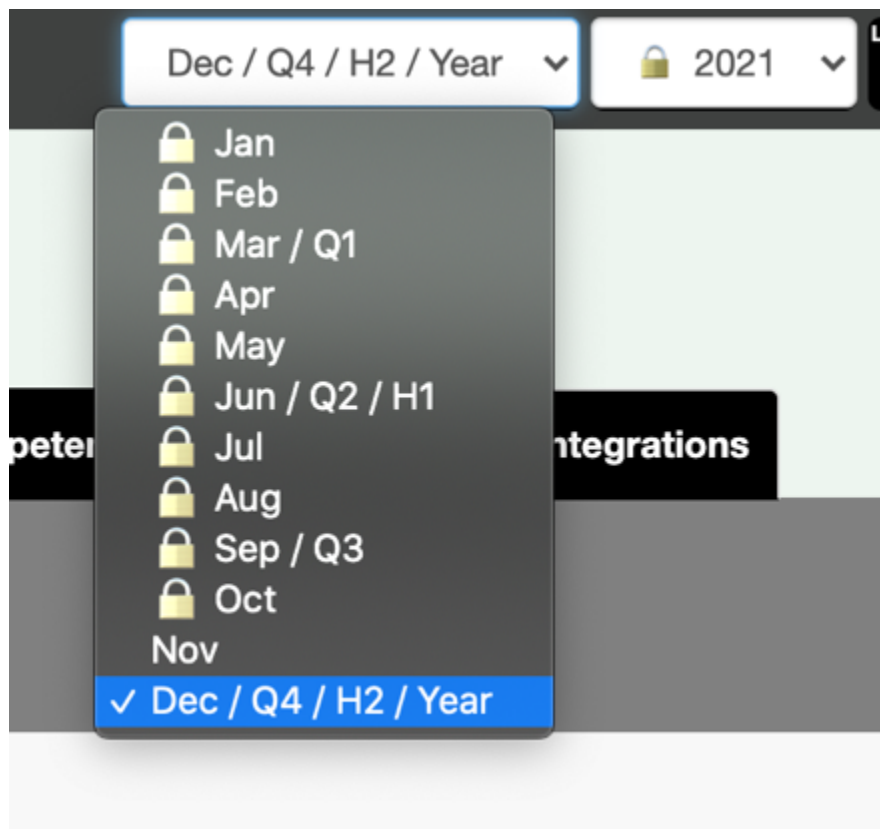 Dec / Q4 / H2 / Year 🔒 2021 L
🔒 Jan
🔒 Feb
🔒 Mar / Q1
🔒 Apr
🔒 May
🔒 Jun / Q2 / H1
🔒 Jul
🔒 Aug
🔒 Sep / Q3
🔒 Oct
Nov
✓ Dec / Q4 / H2 / Year
peter
ntegrations